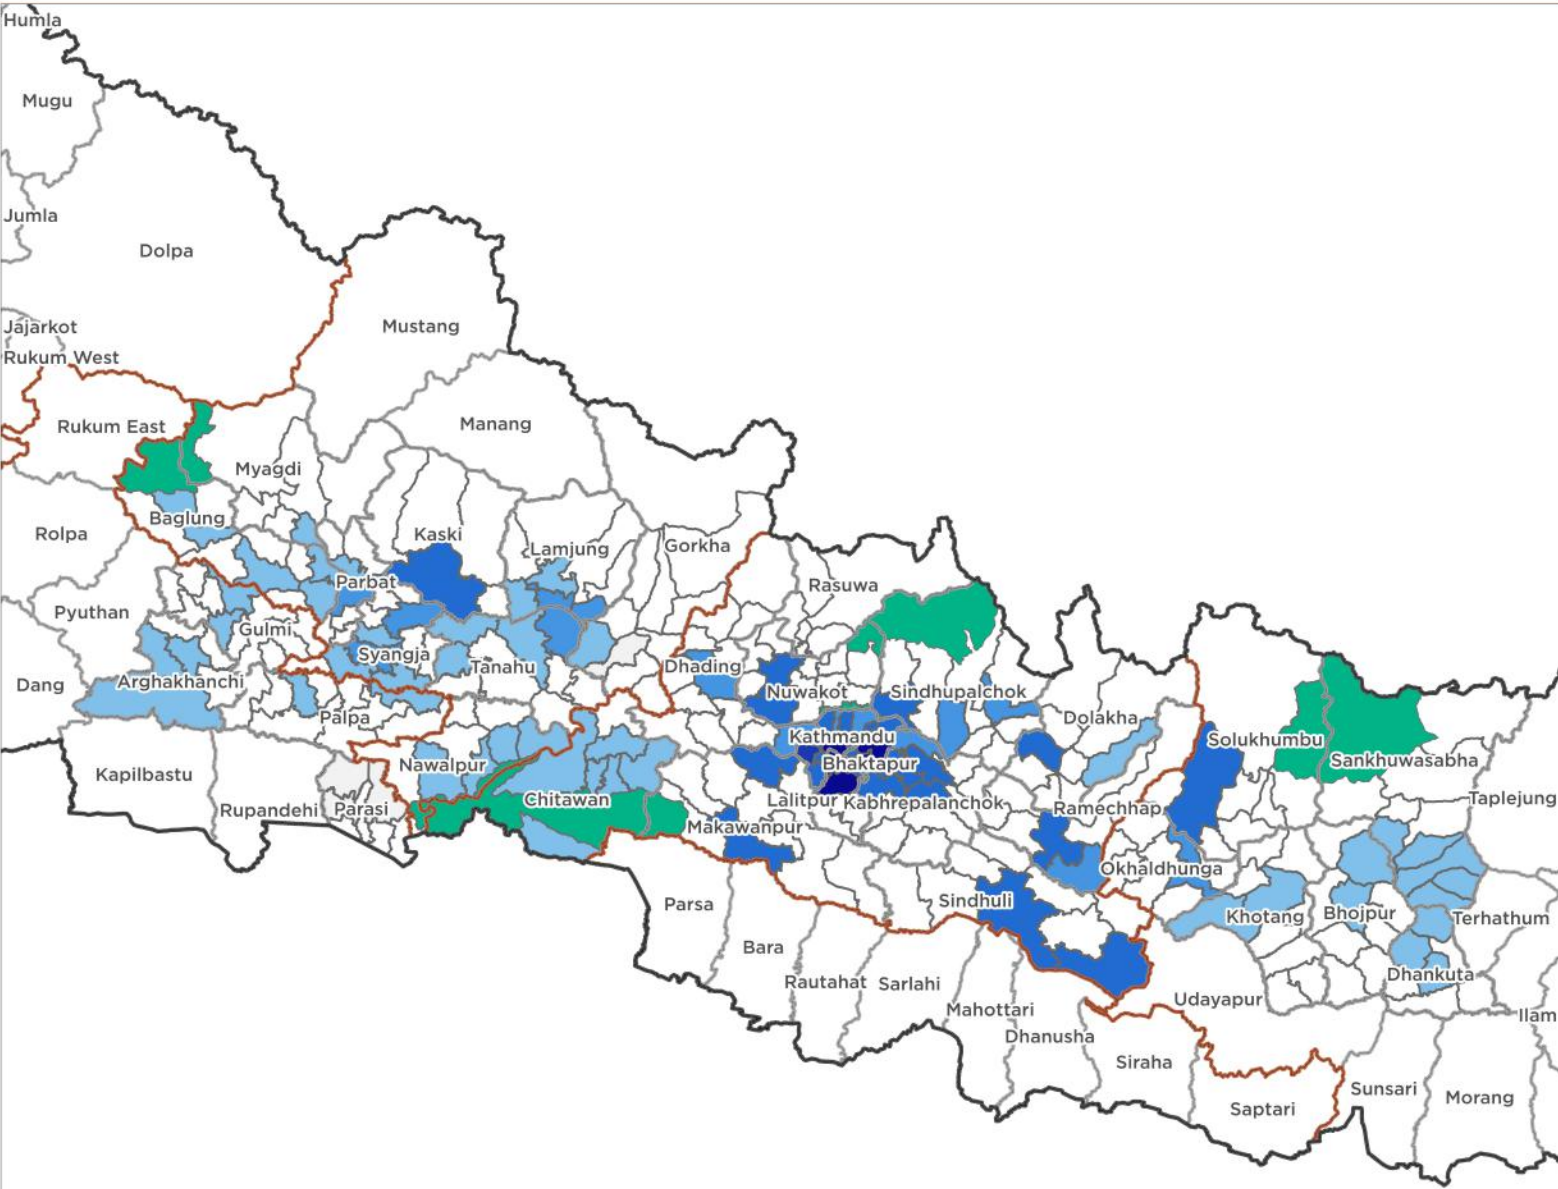 Humla
Mugu
Jumla
Dolpa
Mustang
Jajarkot
Rukum West
Rukum East
Manang
Myagdi
Baglung
Rolpa
Kaski
Lamjung
Gorkha
Rasuwa
Parbat
Pyuthan
Gulmi
Syangja
Tanahu
Dhading
Nuwakot
Sindhupalchok
Dang
Arghakhanchi
Palpa
Dolakha
Solukhumbu
Sankhuwasabha
Kathmandu
Bhaktapur
Nawalpur
Kapilbastu
Rupandehi
Parasi
Chitawan
Lalitpur
Kabhrepalanchok
Ramechhap
Taplejung
Makawanpur
Okhaldhunga
Parsa
Sindhuli
Khotang
Bhojpur
Terhathum
Bara
Rautahat
Sarlahi
Dhankuta
Mahottari
Udayapur
Ilam
Dhanusha
Siraha
Saptari
Sunsari
Morang